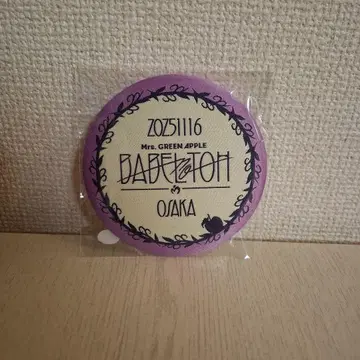 20251116
Mrs. GREEN APPLE
BABEL no TOH
OSAKA